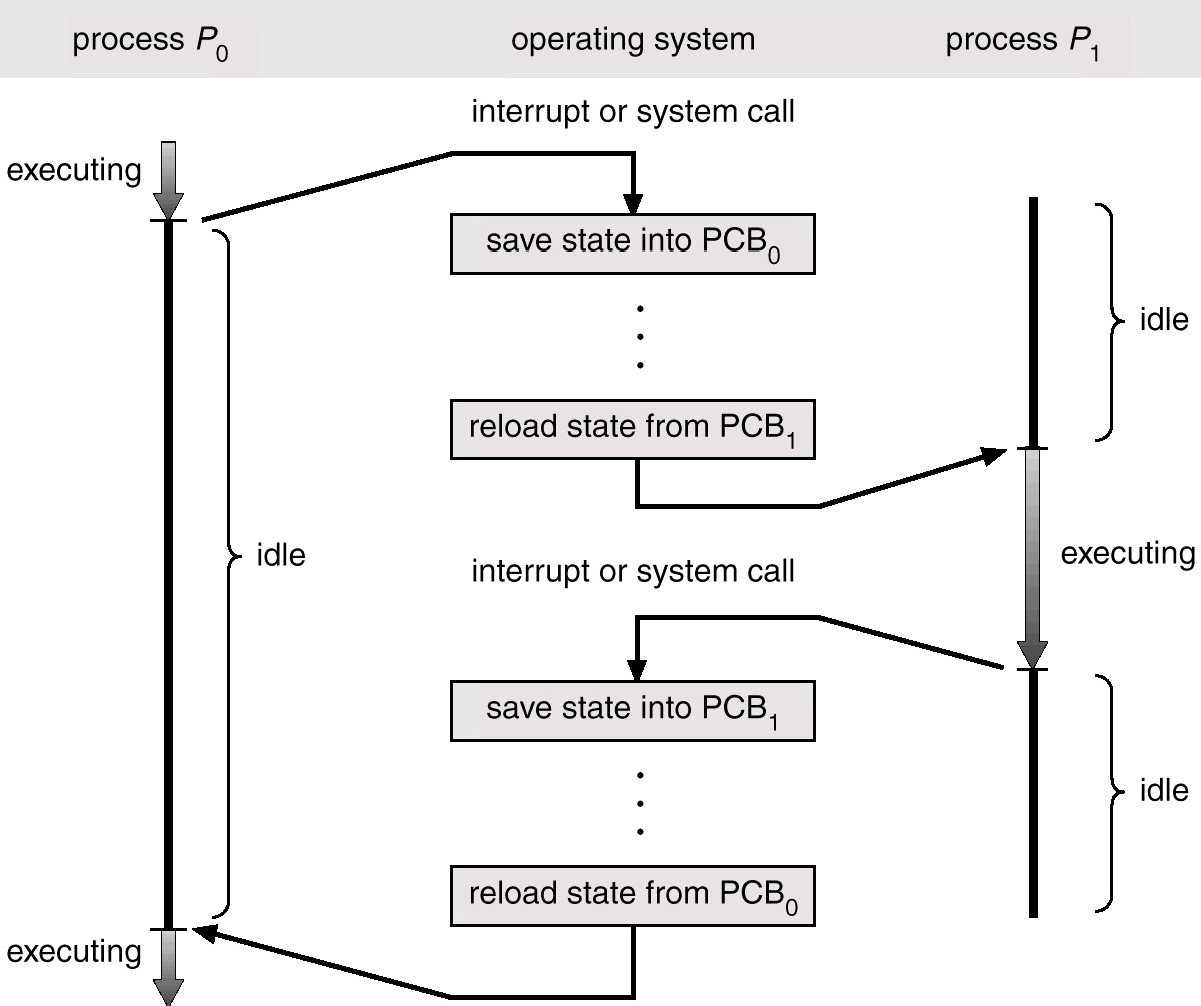 process P0
operating system
process P1
interrupt or system call
executing
save state into PCB0
idle
reload state from PCB1
idle
executing
interrupt or system call
save state into PCB1
idle
reload state from PCB0
executing